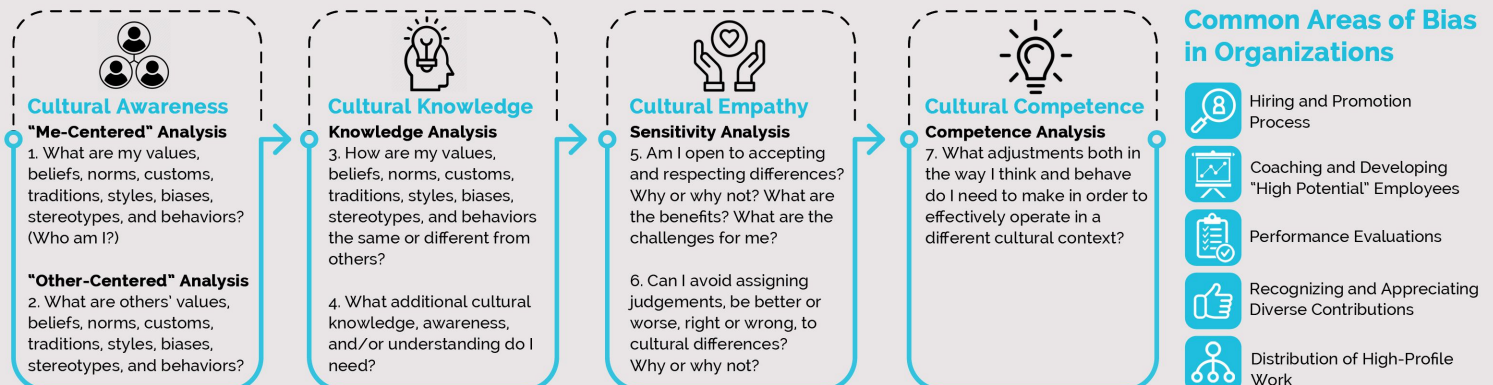 Cultural Awareness
“Me-Centered” Analysis
1. What are my values,
beliefs, norms, customs,
traditions, styles, biases,
stereotypes, and behaviors?
(Who am I?)
“Other-Centered” Analysis
2. What are others’ values,
beliefs, norms, customs,
traditions, styles, biases,
stereotypes, and behaviors?
Cultural Knowledge
Knowledge Analysis
3. How are my values,
beliefs, norms, customs,
traditions, styles, biases,
stereotypes, and behaviors
the same or different from
others?
4. What additional cultural
knowledge, awareness,
and/or understanding do I
need?
Cultural Empathy
Sensitivity Analysis
5. Am I open to accepting
and respecting differences?
Why or why not? What are
the benefits? What are the
challenges for me?
6. Can I avoid assigning
judgements, be better or
worse, right or wrong, to
cultural differences?
Why or why not?
Cultural Competence
Competence Analysis
7. What adjustments both in
the way I think and behave
do I need to make in order to
effectively operate in a
different cultural context?
Common Areas of Bias
in Organizations
Hiring and Promotion
Process
Coaching and Developing
“High Potential” Employees
Performance Evaluations
Recognizing and Appreciating
Diverse Contributions
Distribution of High-Profile
Work